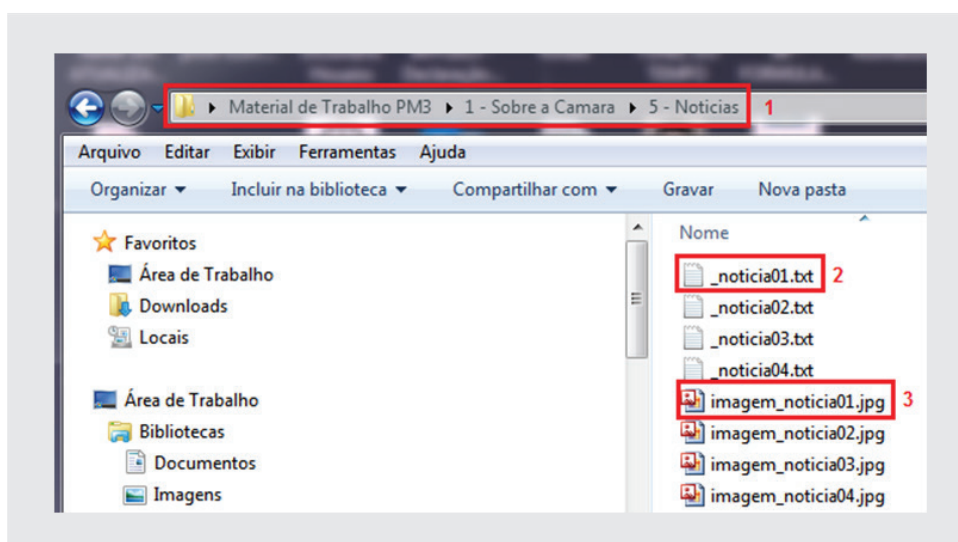 Material de Trabalho PM3 ▸ 1 - Sobre a Camara ▸ 5 - Noticias 1
Arquivo Editar Exibir Ferramentas Ajuda
Organizar Incluir na biblioteca Compartilhar com Gravar Nova pasta
Favoritos
Área de Trabalho
Downloads
Locais
Área de Trabalho
Bibliotecas
Documentos
Imagens
Nome
_noticia01.txt 2
_noticia02.txt
_noticia03.txt
_noticia04.txt
imagem_noticia01.jpg 3
imagem_noticia02.jpg
imagem_noticia03.jpg
imagem_noticia04.jpg